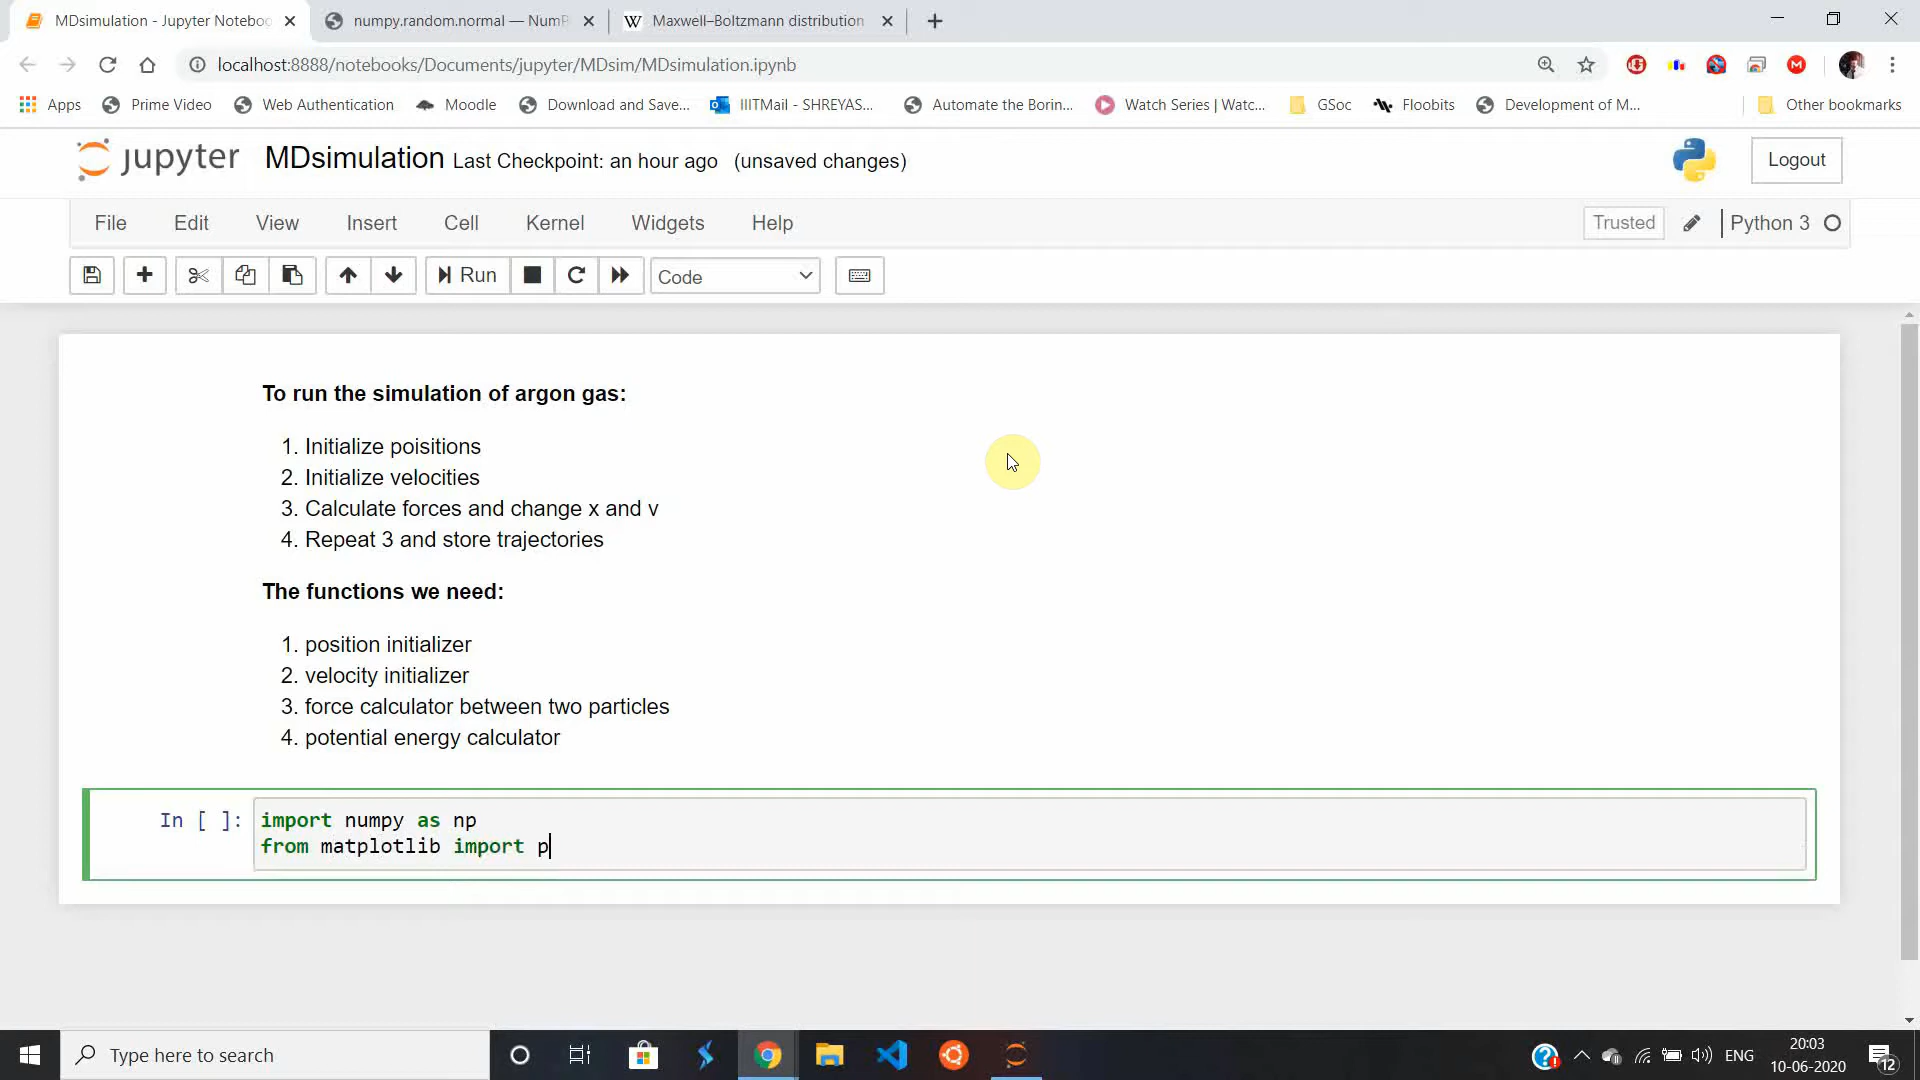 MDsimulation - Jupyter Noteboo
numpy.random.normal — NumP
W Maxwell–Boltzmann distribution
localhost:8888/notebooks/Documents/jupyter/MDsim/MDsimulation.ipynb
Apps Prime Video Web Authentication Moodle Download and Save... IIITMail - SHREYAS... Automate the Borin... Watch Series | Watc... GSoc Floobits Development of M... Other bookmarks
jupyter MDsimulation Last Checkpoint: an hour ago (unsaved changes) Logout
File Edit View Insert Cell Kernel Widgets Help Trusted Python 3
Run Code
To run the simulation of argon gas:
1. Initialize poisitions
2. Initialize velocities
3. Calculate forces and change x and v
4. Repeat 3 and store trajectories
The functions we need:
1. position initializer
2. velocity initializer
3. force calculator between two particles
4. potential energy calculator
In [ ]: import numpy as np
from matplotlib import p
Type here to search
ENG
20:03
10-06-2020
12